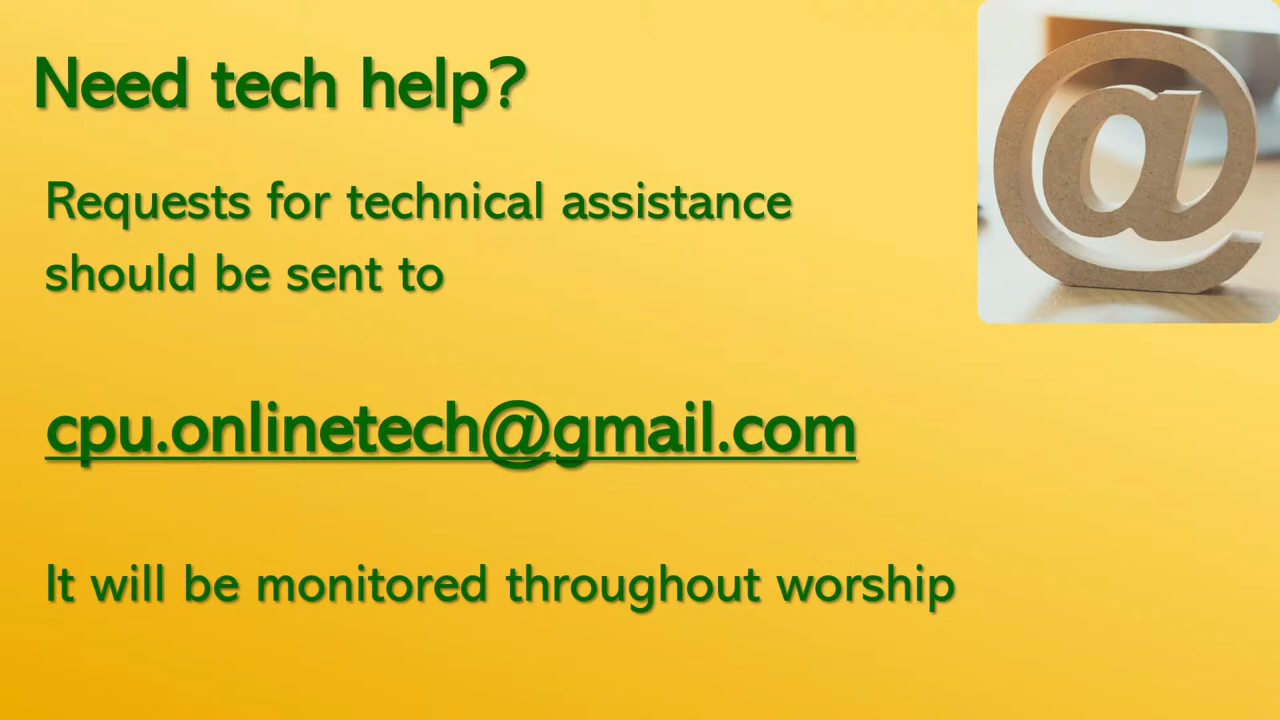 Need tech help?
Requests for technical assistance
should be sent to
cpu.onlinetech@gmail.com
It will be monitored throughout worship